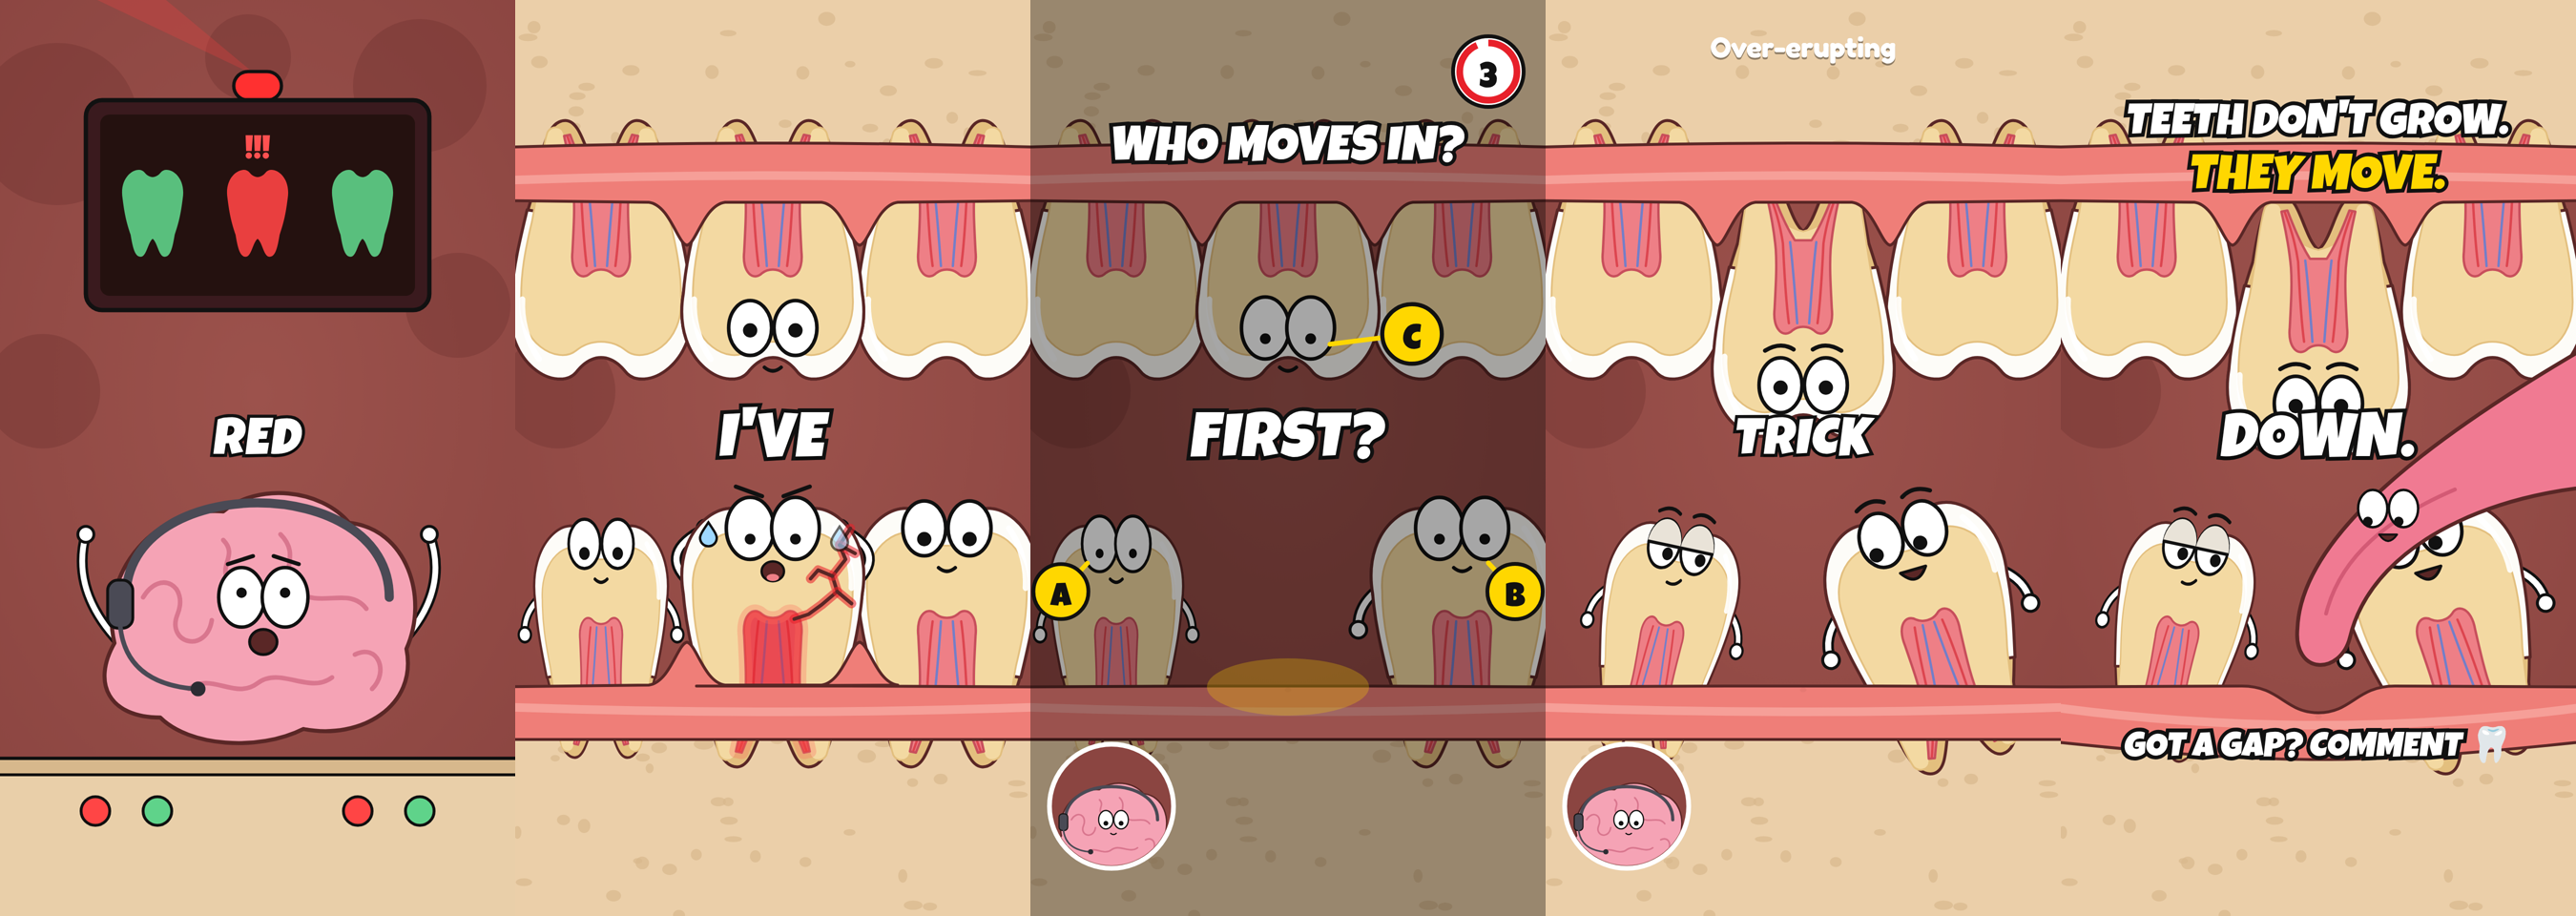 !!!
RED
I'VE
3
WHO MOVES IN?
C
FIRST?
A
B
Over-erupting
TRICK
TEETH DON'T GROW.
THEY MOVE.
DOWN.
GOT A GAP? COMMENT 🦷